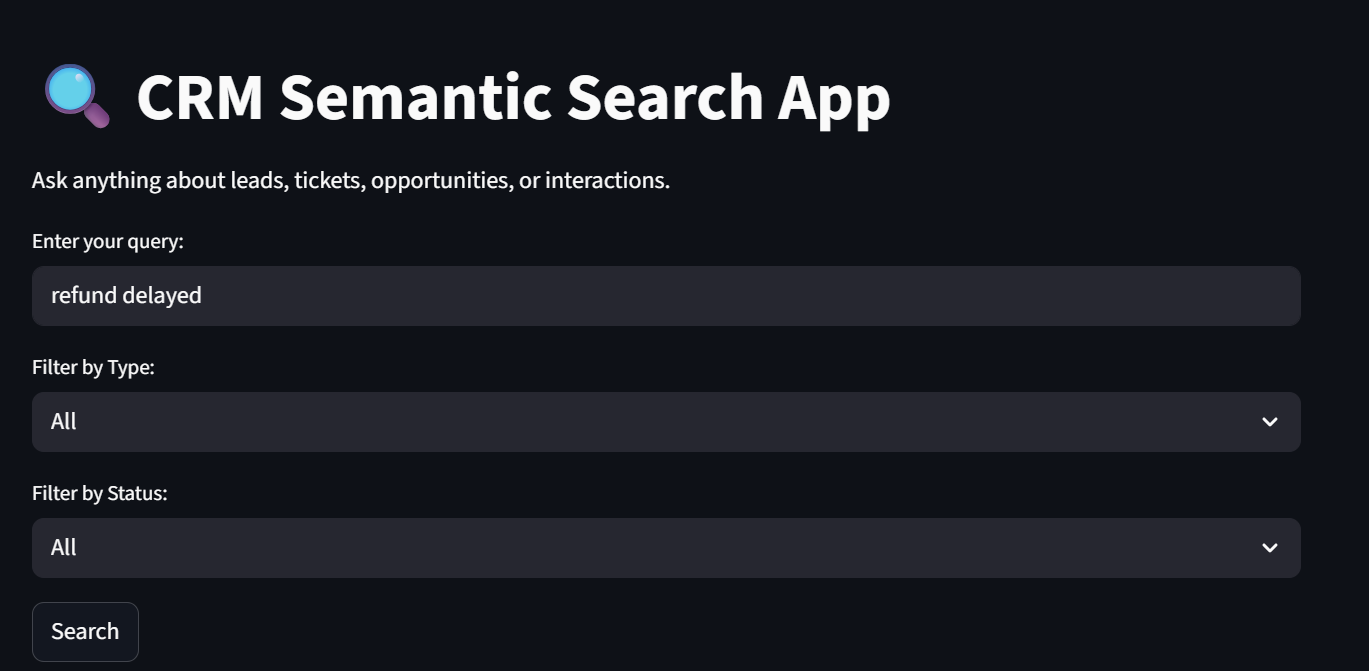 CRM Semantic Search App
Ask anything about leads, tickets, opportunities, or interactions.
Enter your query:
refund delayed
Filter by Type:
All
Filter by Status:
All
Search